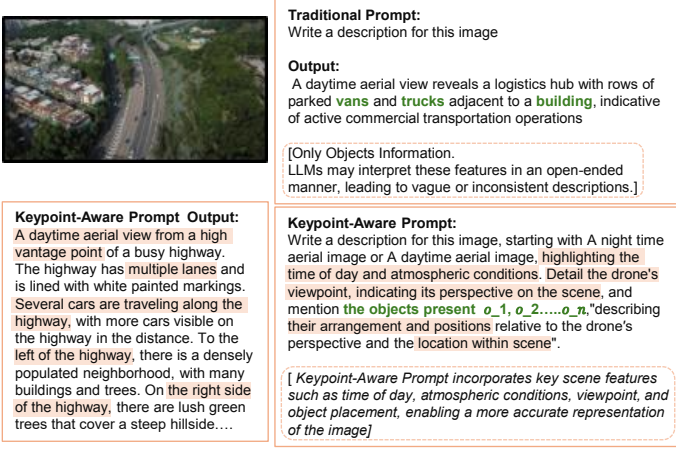 Traditional Prompt:
Write a description for this image
Output:
A daytime aerial view reveals a logistics hub with rows of
parked vans and trucks adjacent to a building, indicative
of active commercial transportation operations
[Only Objects Information.
LLMs may interpret these features in an open-ended
manner, leading to vague or inconsistent descriptions.]
Keypoint-Aware Prompt Output:
A daytime aerial view from a high
vantage point of a busy highway.
The highway has multiple lanes and
is lined with white painted markings.
Several cars are traveling along the
highway, with more cars visible on
the highway in the distance. To the
left of the highway, there is a densely
populated neighborhood, with many
buildings and trees. On the right side
of the highway, there are lush green
trees that cover a steep hillside….
Keypoint-Aware Prompt:
Write a description for this image, starting with A night time
aerial image or A daytime aerial image, highlighting the
time of day and atmospheric conditions. Detail the drone's
viewpoint, indicating its perspective on the scene, and
mention the objects present o_1, o_2…..o_n,"describing
their arrangement and positions relative to the drone's
perspective and the location within scene".
[ Keypoint-Aware Prompt incorporates key scene features
such as time of day, atmospheric conditions, viewpoint, and
object placement, enabling a more accurate representation
of the image]